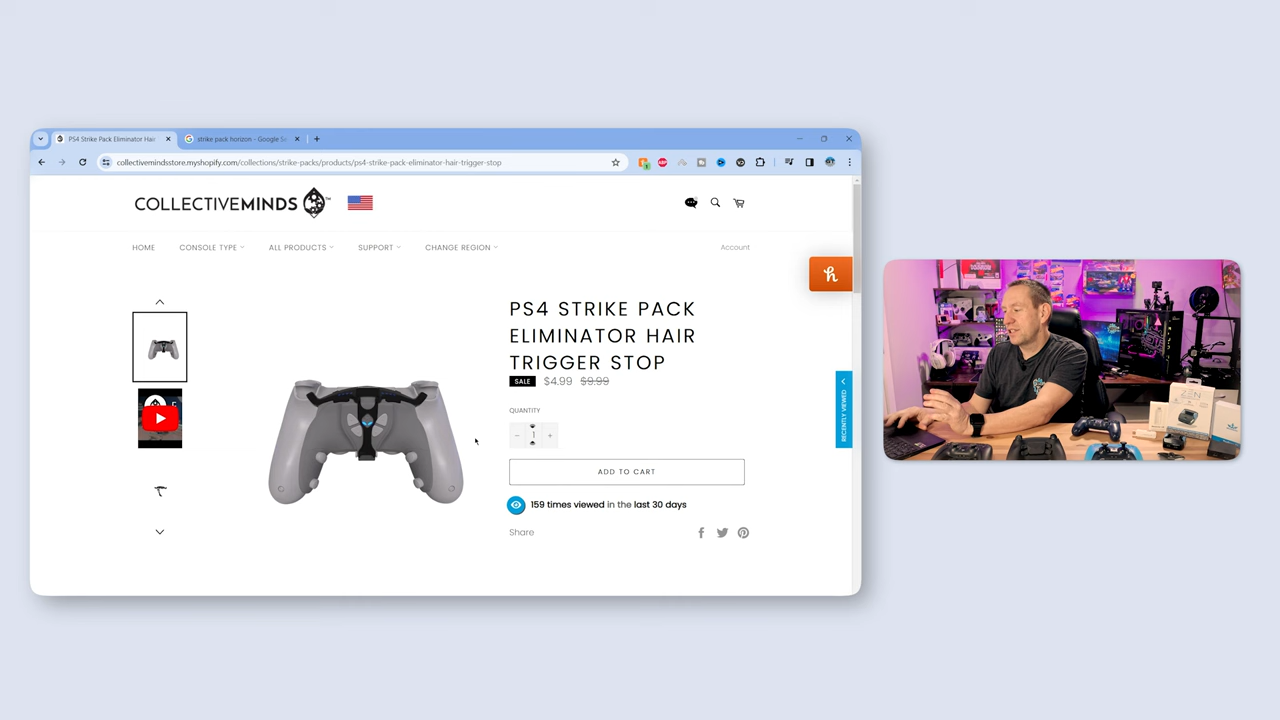 PS4 Strike Pack Eliminator Hair
strike pack horizon - Google Se
collectivemindsstore.myshopify.com/collections/strike-packs/products/ps4-strike-pack-eliminator-hair-trigger-stop
COLLECTIVEMINDS
HOME CONSOLE TYPE ALL PRODUCTS SUPPORT CHANGE REGION Account
PS4 STRIKE PACK
ELIMINATOR HAIR
TRIGGER STOP
SALE $4.99 $9.99
QUANTITY
− 1 +
ADD TO CART
159 times viewed in the last 30 days
Share
RECENTLY VIEWED